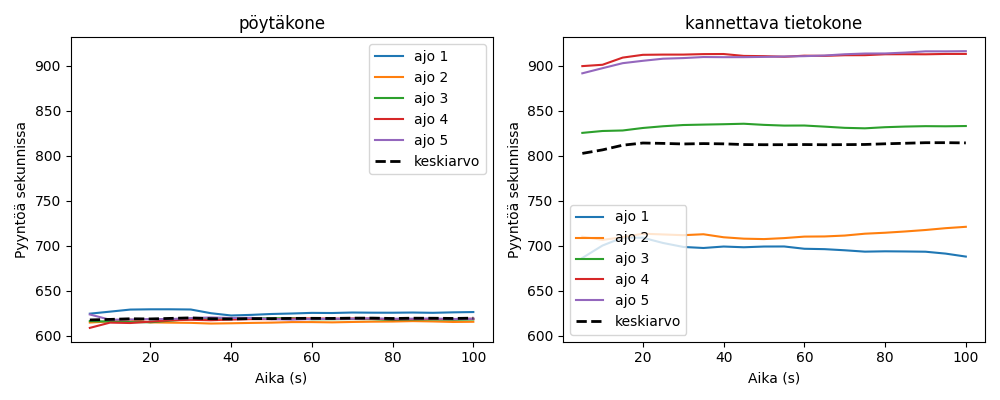 pöytäkone
Pyyntöä sekunnissa
900
850
800
750
700
650
600
20
40
60
80
100
Aika (s)
ajo 1
ajo 2
ajo 3
ajo 4
ajo 5
keskiarvo
kannettava tietokone
Pyyntöä sekunnissa
900
850
800
750
700
650
600
20
40
60
80
100
Aika (s)
ajo 1
ajo 2
ajo 3
ajo 4
ajo 5
keskiarvo